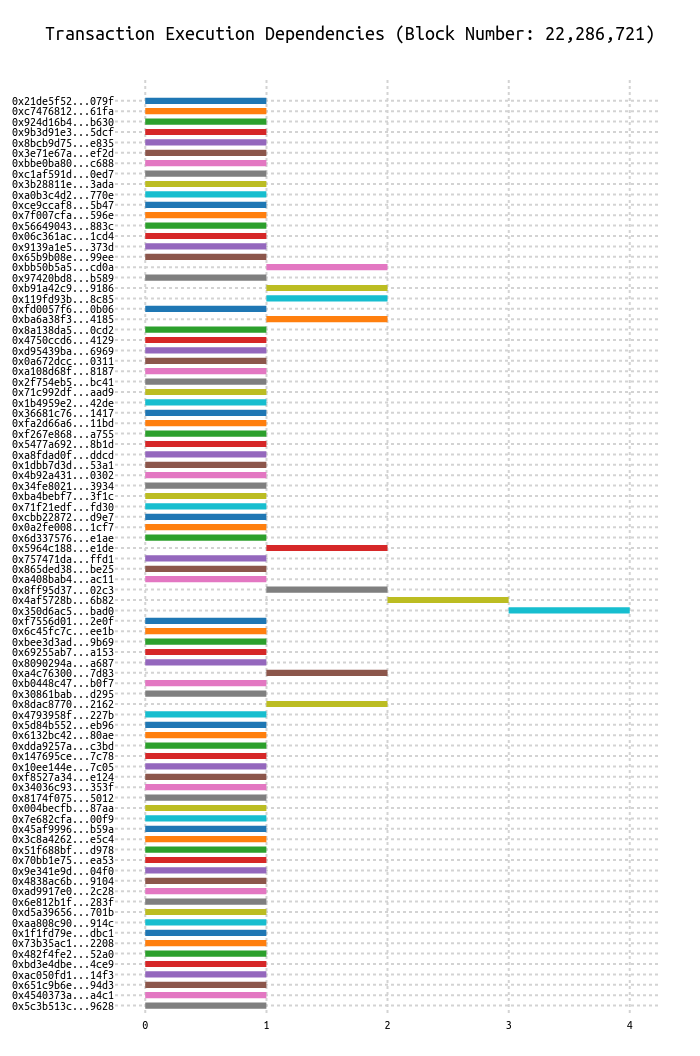 Transaction Execution Dependencies (Block Number: 22,286,721)
0x21de5f52...079f
0xc7476812...61fa
0x924d16b4...b630
0x9b3d91e3...5dcf
0x8bcb9d75...e835
0x3e71e67a...ef2d
0xbbe0ba80...c688
0xc1af591d...0ed7
0x3b28811e...3ada
0xa0b3c4d2...770e
0xce9ccaf8...5b47
0x7f007cfa...596e
0x56649043...883c
0x06c361ac...1cd4
0x9139a1e5...373d
0x65b9b08e...99ee
0xbb50b5a5...cd0a
0x97420bd8...b589
0xb91a42c9...9186
0x119fd93b...8c85
0xfd0057f6...0b06
0xba6a38f3...4185
0x8a138da5...0cd2
0x4750ccd6...4129
0xd95439ba...6969
0x0a672dcc...0311
0xa108d68f...8187
0x2f754eb5...bc41
0x71c992df...aad9
0x1b4959e2...42de
0x36681c76...1417
0xfa2d66a6...11bd
0xf267e868...a755
0x5477a692...8b1d
0xa8fdad0f...ddcd
0x1dbb7d3d...53a1
0x4b92a431...0302
0x34fe8021...3934
0xba4bebf7...3f1c
0x71f21edf...fd30
0xcbb22872...d9e7
0x0a2fe008...1cf7
0x6d337576...e1ae
0x5964c188...e1de
0x757471da...ffd1
0x865ded38...be25
0xa408bab4...ac11
0x8ff95d37...02c3
0x4af5728b...6b82
0x350d6ac5...bad0
0xf7556d01...2e0f
0x6c45fc7c...ee1b
0xbee3d3ad...9b69
0x69255ab7...a153
0x8090294a...a687
0xa4c76300...7d83
0xb0448c47...b0f7
0x30861bab...d295
0x8dac8770...2162
0x4793958f...227b
0x5d84b552...eb96
0x6132bc42...80ae
0xdda9257a...c3bd
0x147695ce...7c78
0x10ee144e...7c05
0xf8527a34...e124
0x34036c93...353f
0x8174f075...5012
0x004becfb...87aa
0x7e682cfa...00f9
0x45af9996...b59a
0x3c8a4262...e5c4
0x51f688bf...d978
0x70bb1e75...ea53
0x9e341e9d...04f0
0x4838ac6b...9104
0xad9917e0...2c28
0x6e812b1f...283f
0xd5a39656...701b
0xaa808c90...914c
0x1f1fd79e...dbc1
0x73b35ac1...2208
0x482f4fe2...52a0
0xbd3e4dbe...4ce9
0xac050fd1...14f3
0x651c9b6e...94d3
0x4540373a...a4c1
0x5c3b513c...9628
0 1 2 3 4